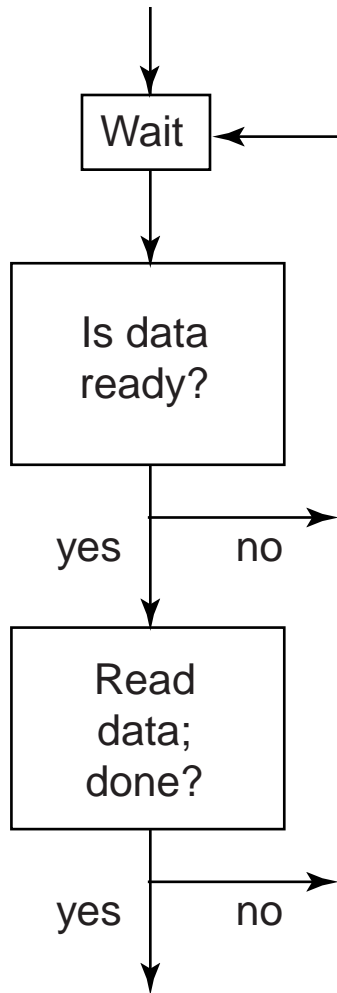 Wait
Is data
ready?
yes no
Read
data;
done?
yes no